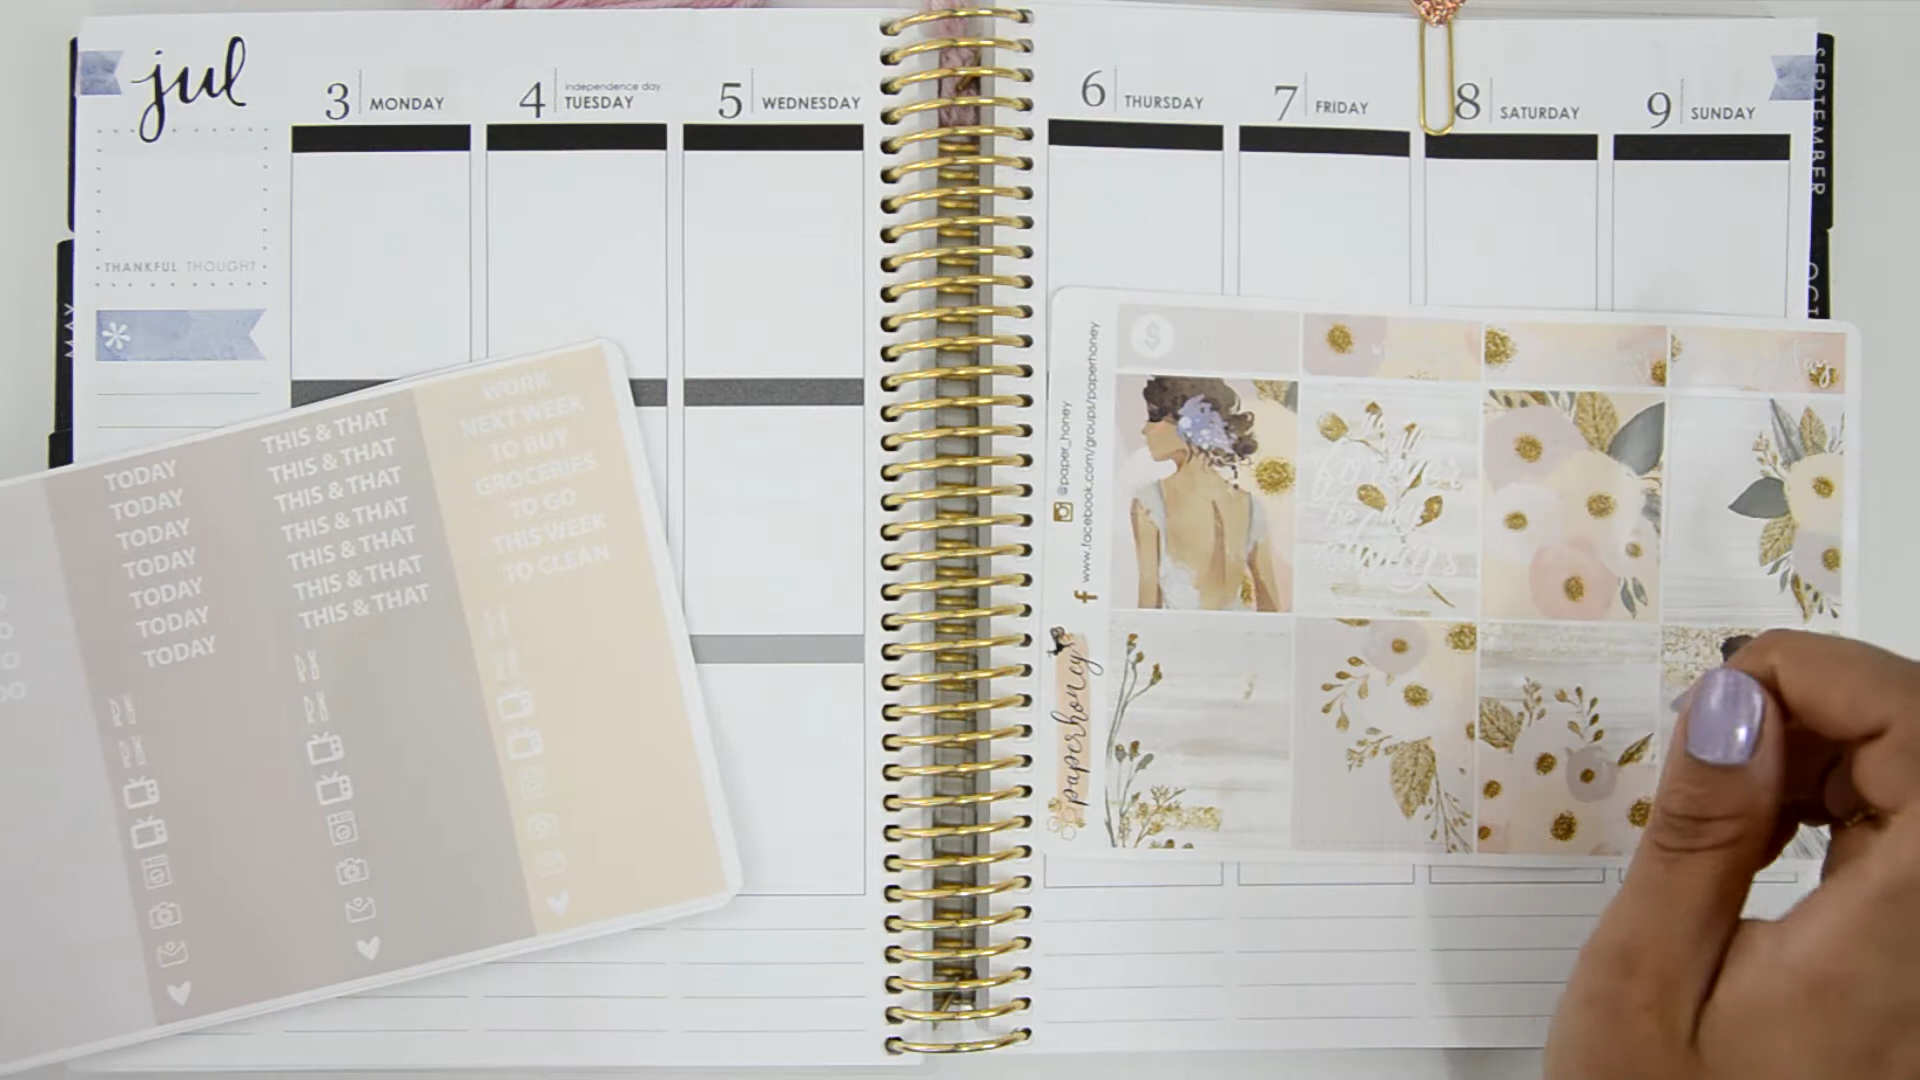 jul
3 MONDAY
4 independence day TUESDAY
5 WEDNESDAY
6 THURSDAY
7 FRIDAY
8 SATURDAY
9 SUNDAY
THANKFUL THOUGHT
*
MAY
SEPTEMBER
OCT
TODAY
TODAY
TODAY
TODAY
TODAY
TODAY
TODAY
THIS & THAT
THIS & THAT
THIS & THAT
THIS & THAT
THIS & THAT
THIS & THAT
THIS & THAT
WORK
NEXT WEEK
TO BUY
GROCERIES
TO GO
THIS WEEK
TO CLEAN
$
@paper_honey
www.facebook.com/groups/paperhoney
paperhoney